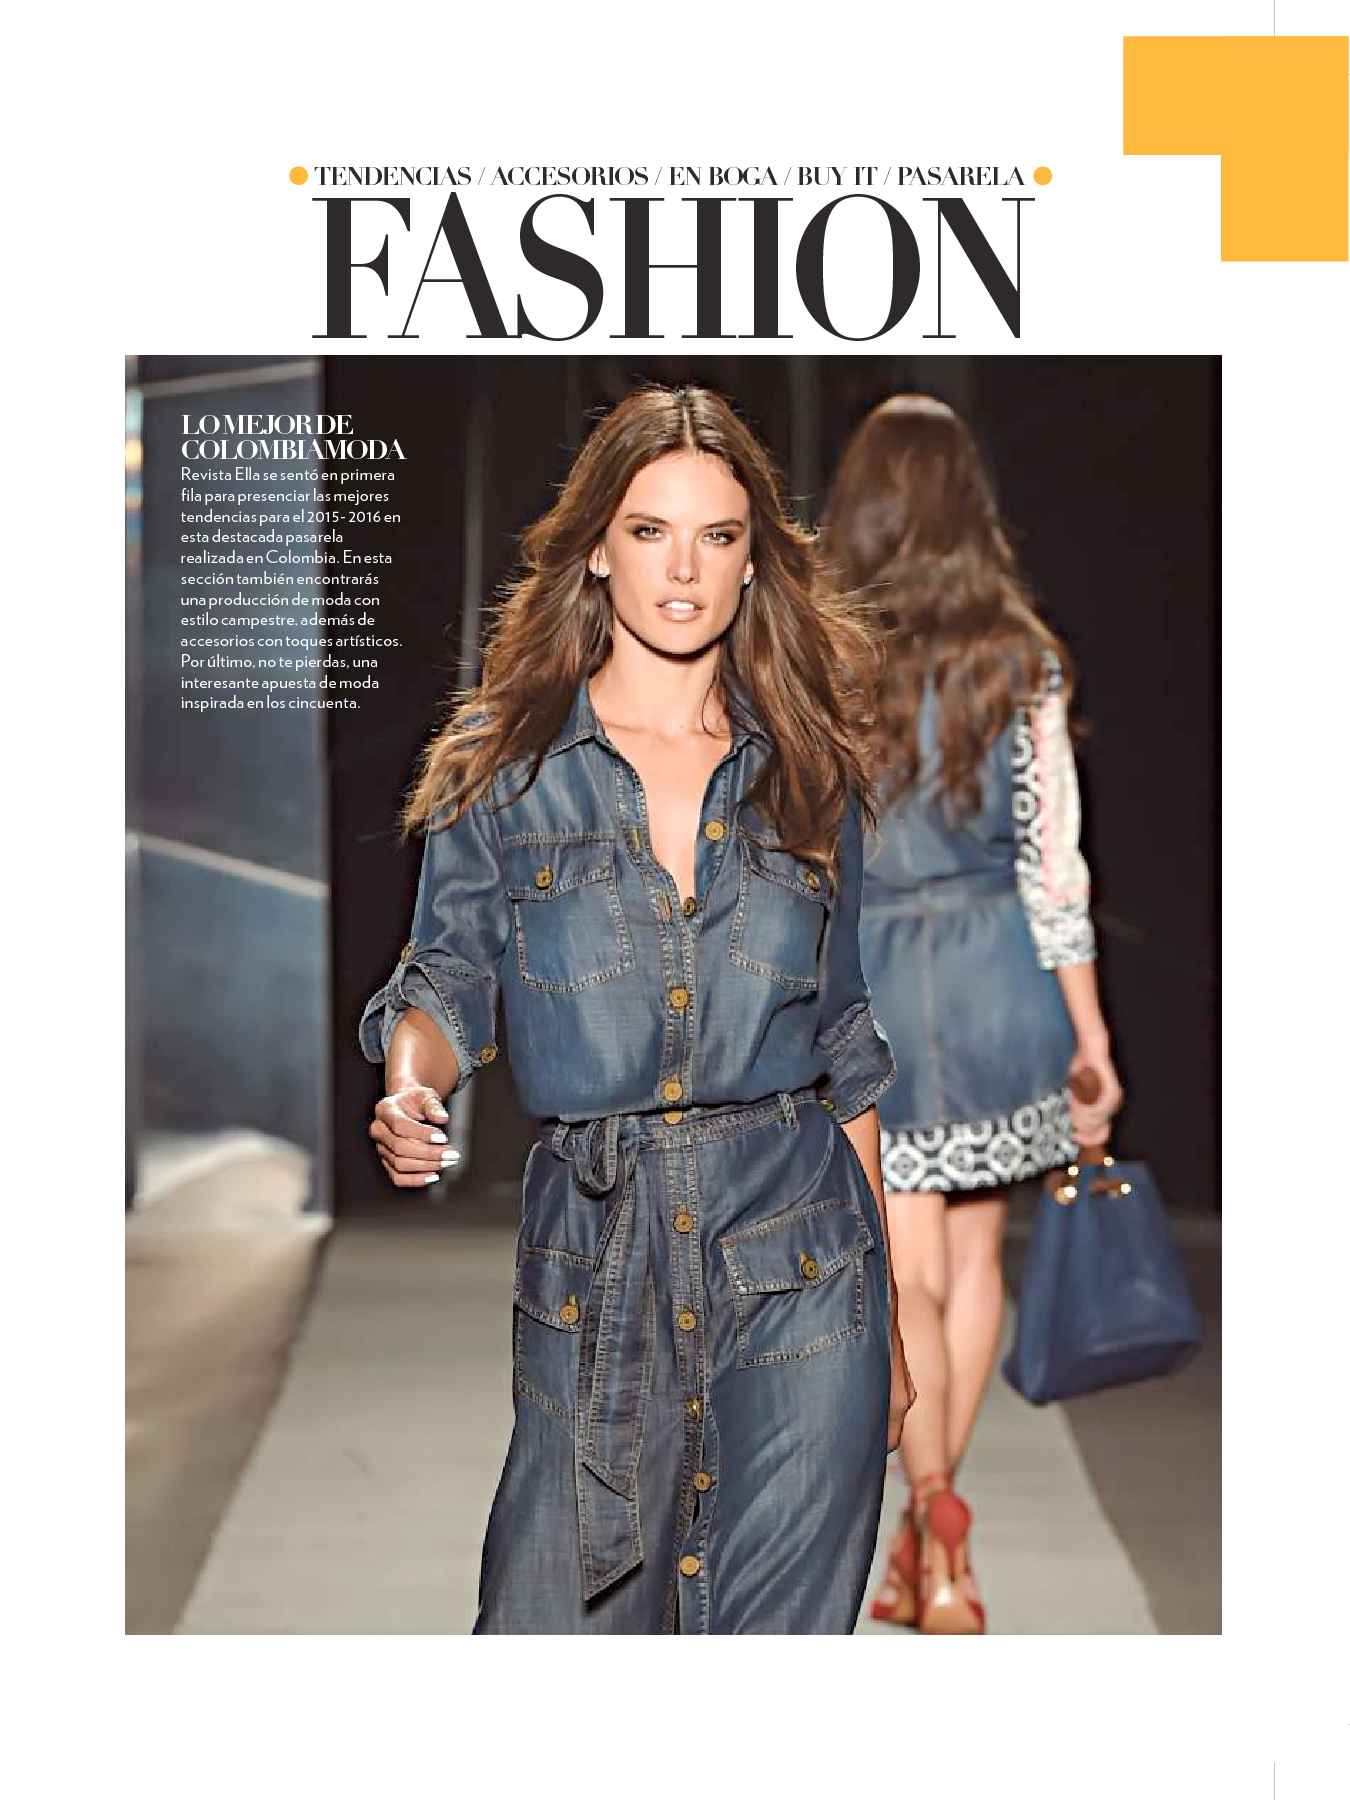 TENDENCIAS / ACCESORIOS / EN BOGA / BUY IT / PASARELA
FASHION
LO MEJOR DE
COLOMBIAMODA
Revista Ella se sentó en primera
fila para presenciar las mejores
tendencias para el 2015- 2016 en
esta destacada pasarela
realizada en Colombia. En esta
sección también encontrarás
una producción de moda con
estilo campestre, además de
accesorios con toques artísticos.
Por último, no te pierdas, una
interesante apuesta de moda
inspirada en los cincuenta.